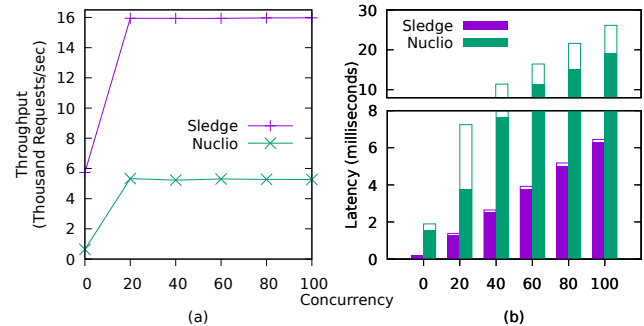 Throughput
(Thousand Requests/sec)
16
14
12
10
8
6
4
2
0
Sledge
Nuclio
0 20 40 60 80 100
(a)
Concurrency
Latency (milliseconds)
30
20
10
8
6
4
2
0
Sledge
Nuclio
0 20 40 60 80 100
(b)